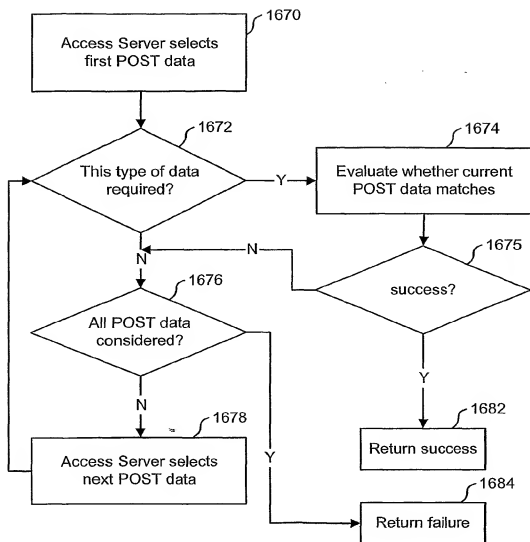 1670
Access Server selects
first POST data
1672
This type of data
required?
Y
1674
Evaluate whether current
POST data matches
N
N
1675
success?
1676
All POST data
considered?
Y
N
1678
Access Server selects
next POST data
Y
1682
Return success
1684
Return failure